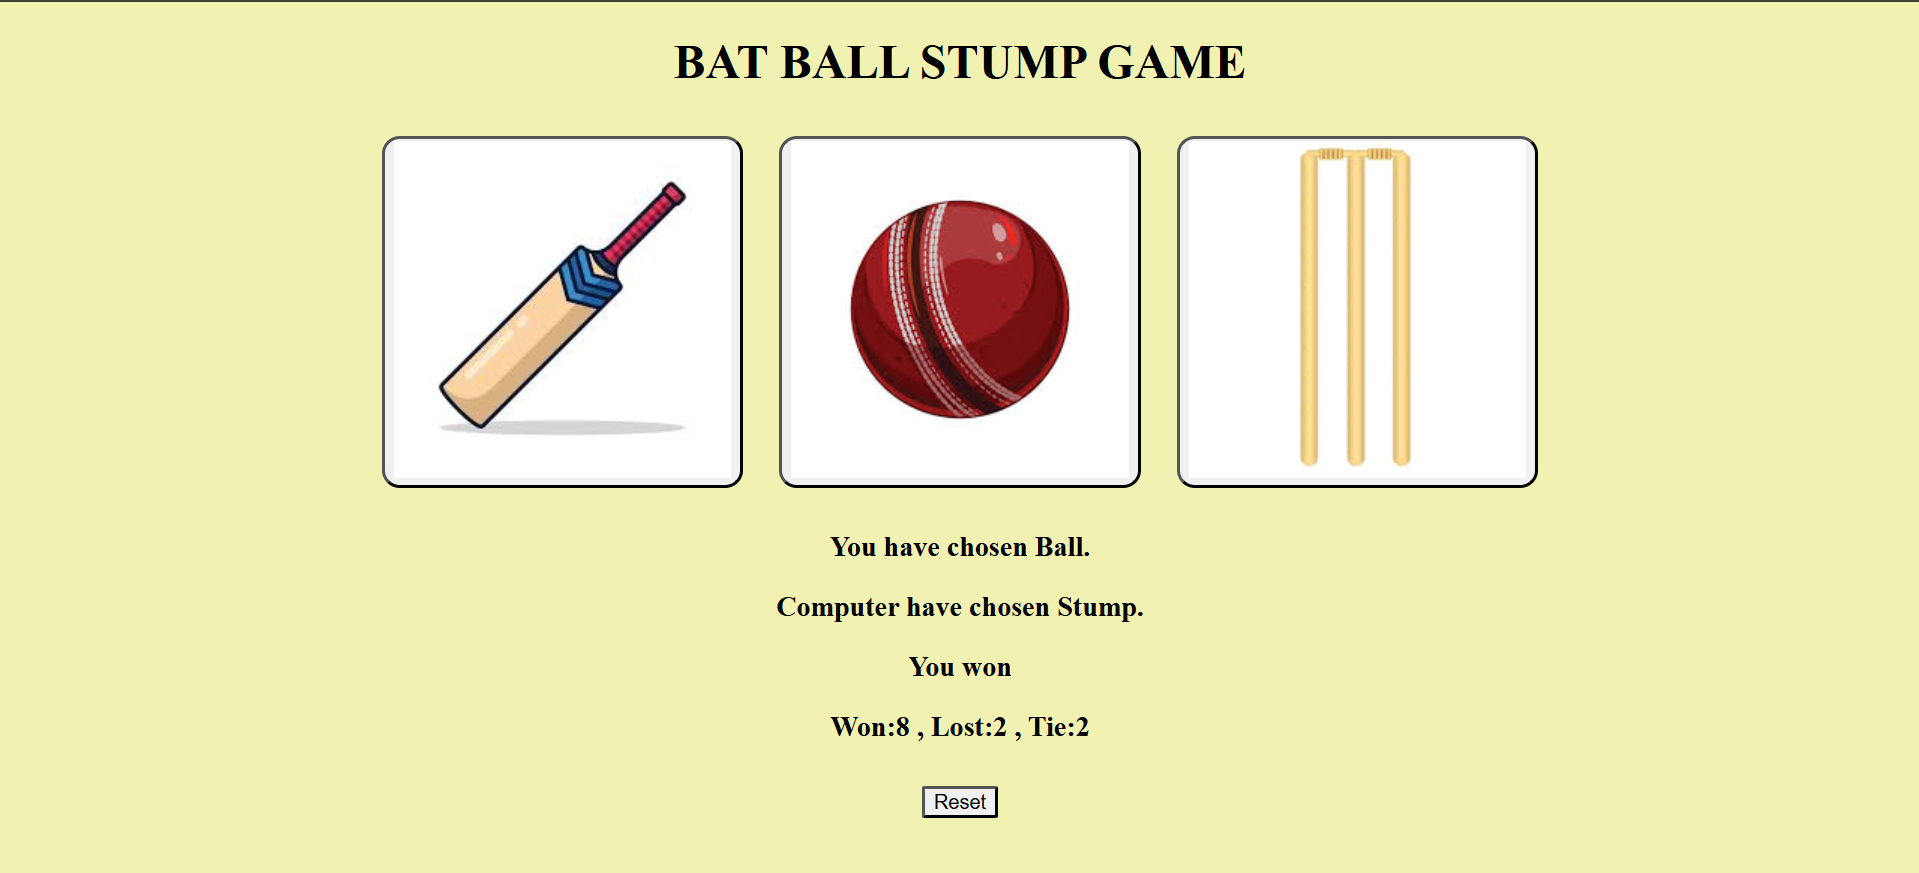 BAT BALL STUMP GAME
You have chosen Ball.
Computer have chosen Stump.
You won
Won:8 , Lost:2 , Tie:2
Reset